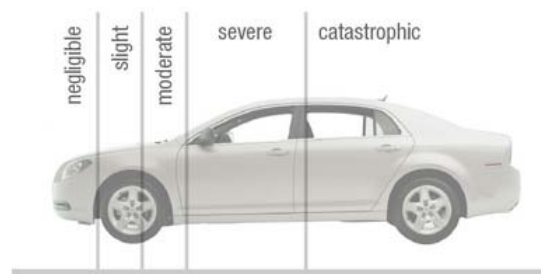 negligible
slight
moderate
severe
catastrophic